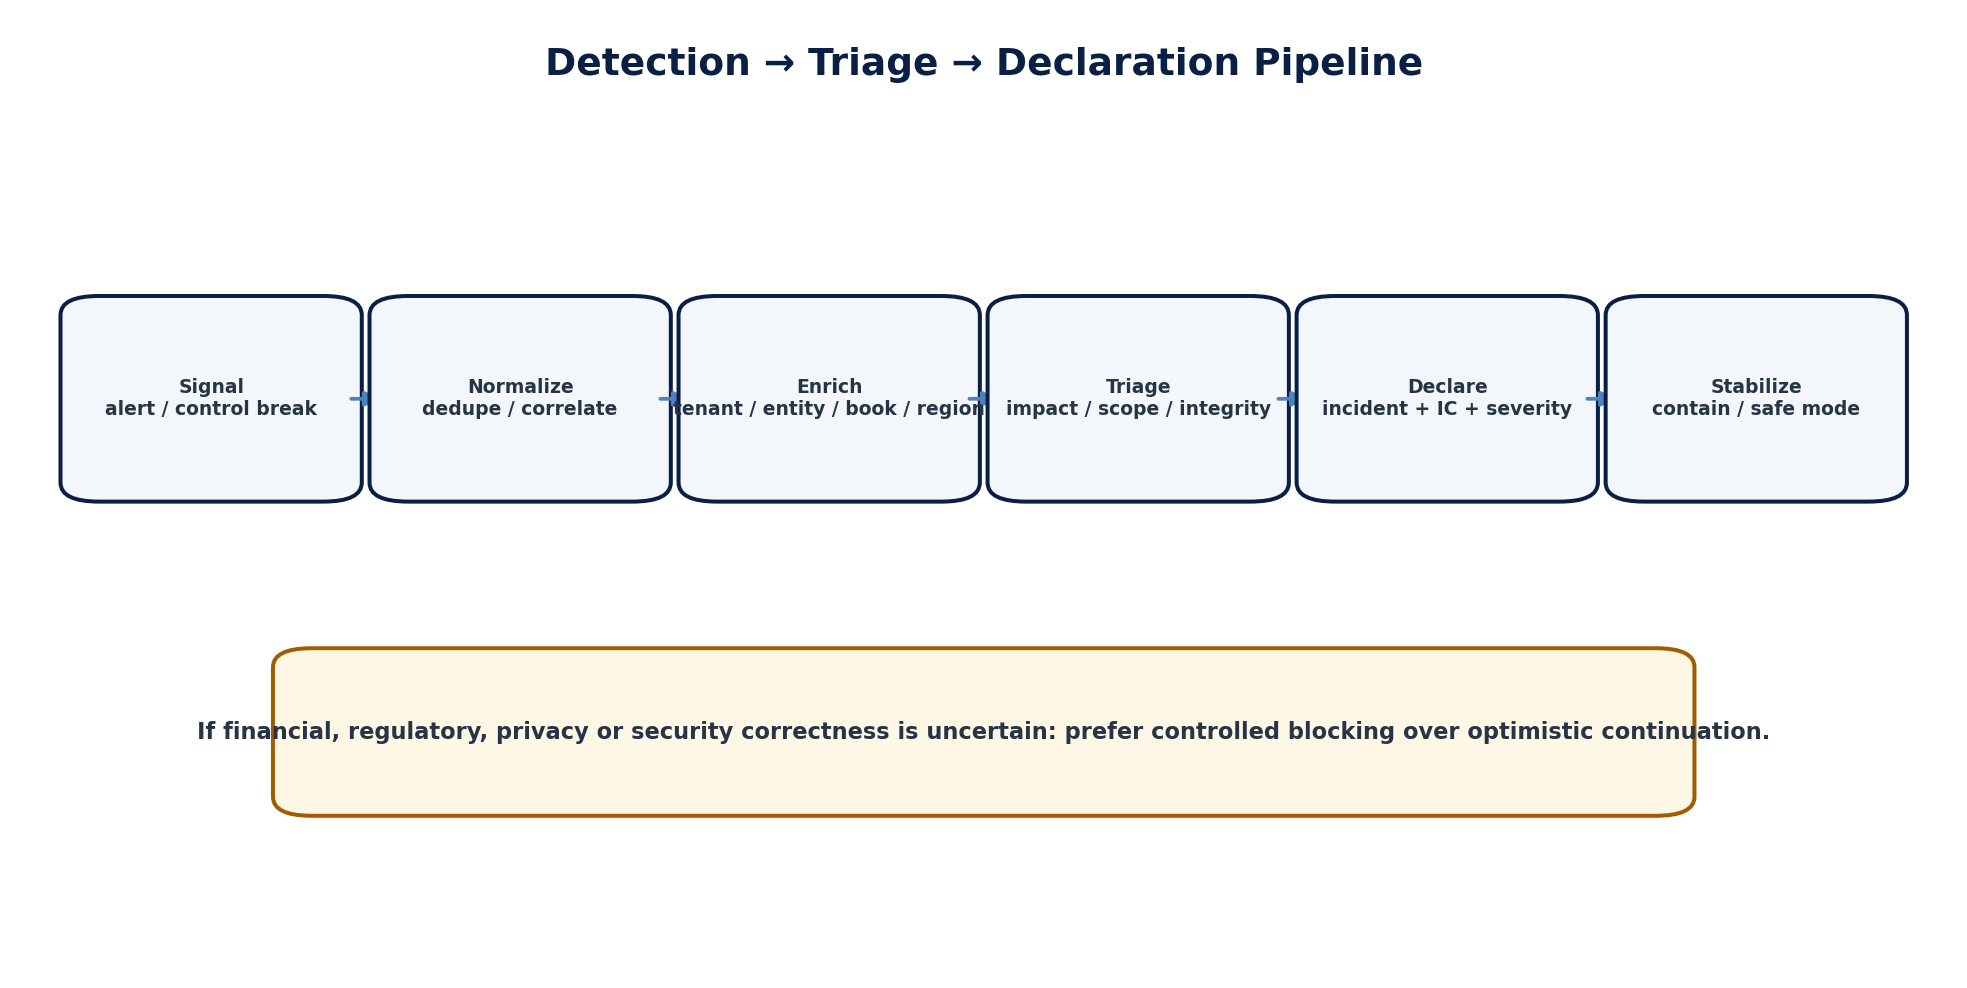 Detection → Triage → Declaration Pipeline
Signal
alert / control break
Normalize
dedupe / correlate
Enrich
tenant / entity / book / region
Triage
impact / scope / integrity
Declare
incident + IC + severity
Stabilize
contain / safe mode
If financial, regulatory, privacy or security correctness is uncertain: prefer controlled blocking over optimistic continuation.